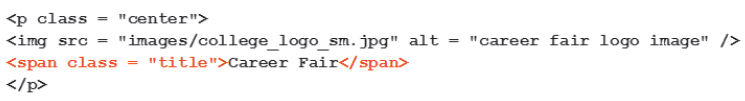 <p class = "center">
<img src = "images/college_logo_sm.jpg" alt = "career fair logo image" />
<span class = "title">Career Fair</span>
</p>